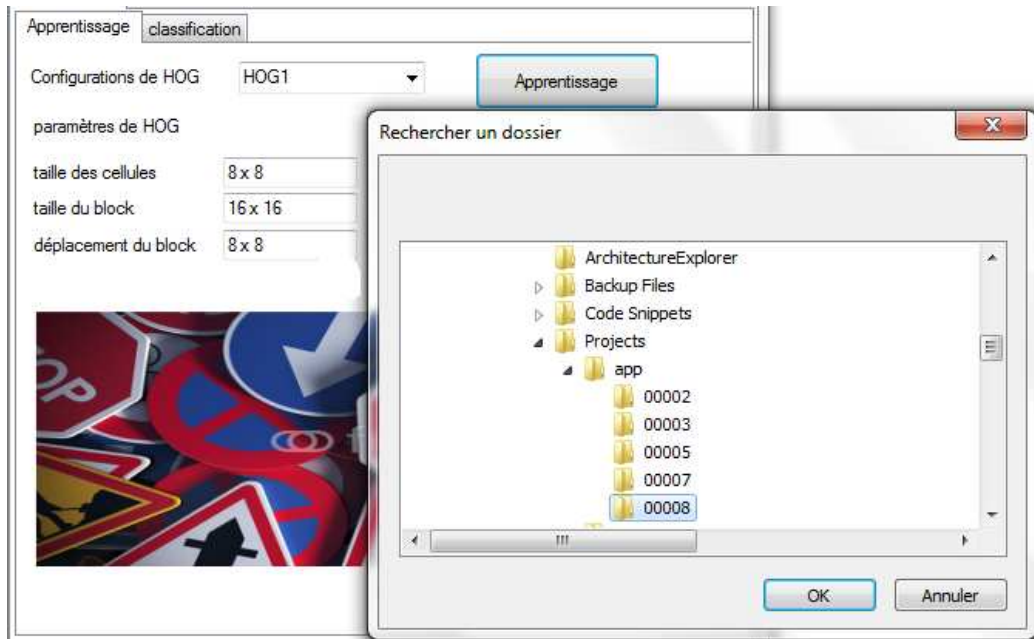 Apprentissage classification
Configurations de HOG HOG1 Apprentissage
paramètres de HOG
taille des cellules 8 x 8
taille du block 16 x 16
déplacement du block 8 x 8
OP
Rechercher un dossier
ArchitectureExplorer
Backup Files
Code Snippets
Projects
app
00002
00003
00005
00007
00008
OK Annuler